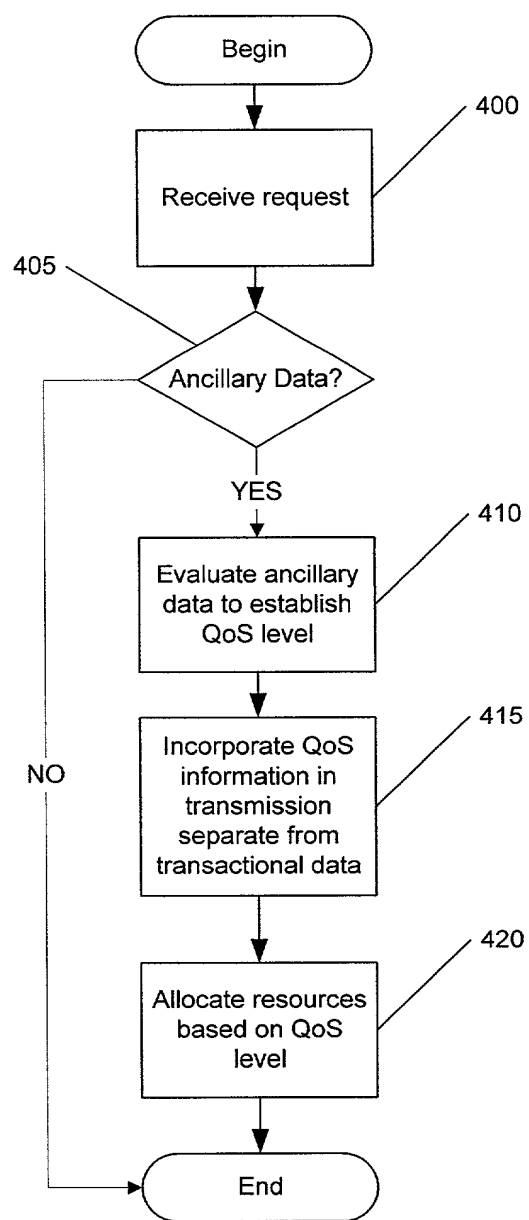 Begin
400
Receive request
405
Ancillary Data?
YES
410
Evaluate ancillary
data to establish
QoS level
415
Incorporate QoS
information in
transmission
separate from
transactional data
NO
420
Allocate resources
based on QoS
level
End